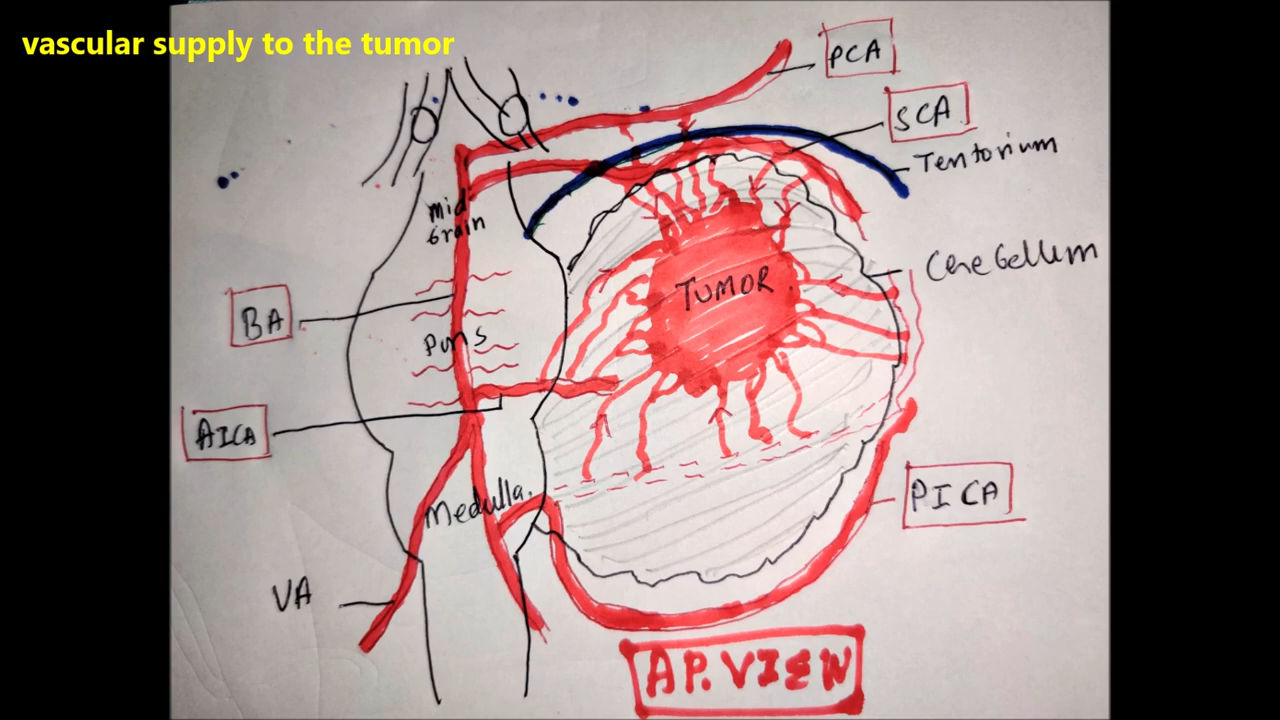 vascular supply to the tumor
PCA
SCA
Tentorium
Mid
brain
Cerebellum
TUMOR
BA
Pons
AICA
Medulla.
PICA
VA
AP. VIEW